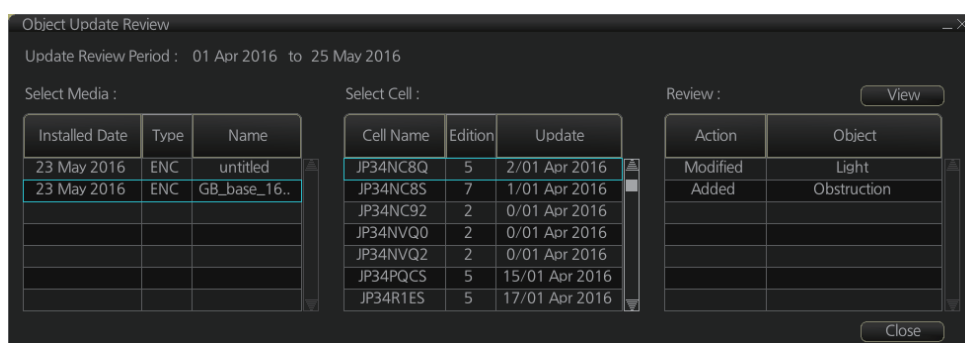 Object Update Review
Update Review Period : 01 Apr 2016 to 25 May 2016
Select Media :
Installed Date Type Name
23 May 2016 ENC untitled
23 May 2016 ENC GB_base_16..
Select Cell :
Cell Name Edition Update
JP34NC8Q 5 2/01 Apr 2016
JP34NC8S 7 1/01 Apr 2016
JP34NC92 2 0/01 Apr 2016
JP34NVQ0 2 0/01 Apr 2016
JP34NVQ2 2 0/01 Apr 2016
JP34PQCS 5 15/01 Apr 2016
JP34R1ES 5 17/01 Apr 2016
Review : View
Action Object
Modified Light
Added Obstruction
Close